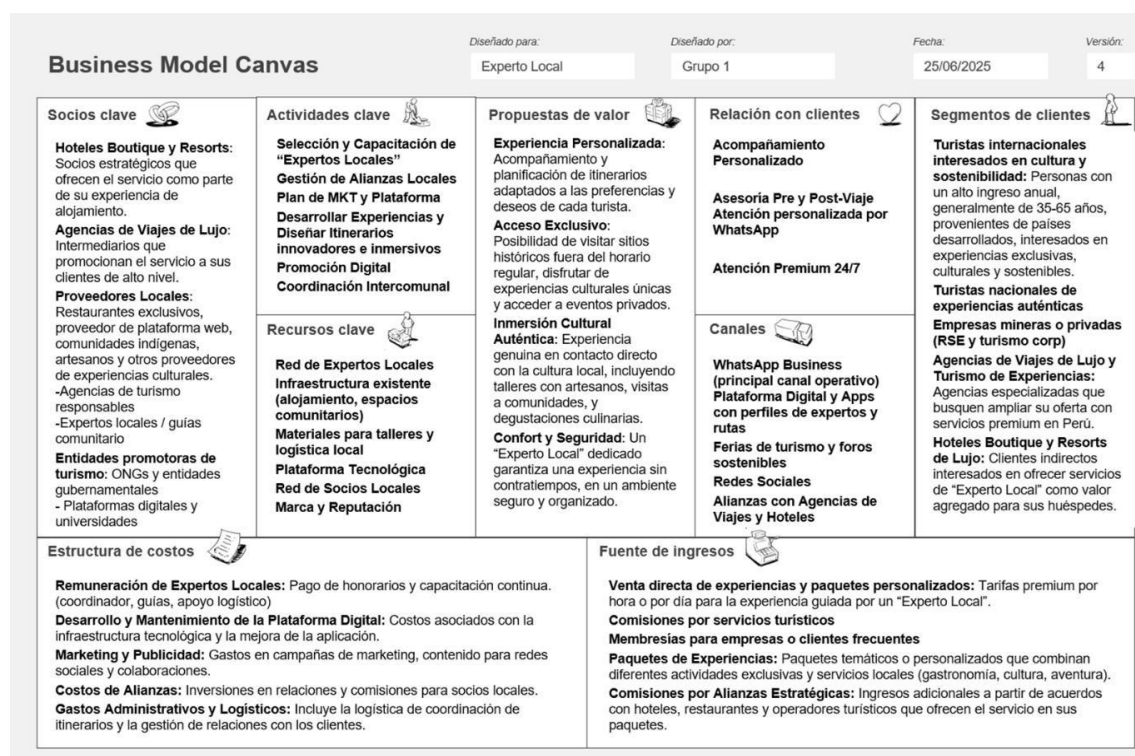 Diseñado para:
Diseñado por:
Fecha:
Versión:
Business Model Canvas
Experto Local
Grupo 1
25/06/2025
4
Socios clave
Hoteles Boutique y Resorts:
Socios estratégicos que
ofrecen el servicio como parte
de su experiencia de
alojamiento.
Agencias de Viajes de Lujo:
Intermediarios que
promocionan el servicio a sus
clientes de alto nivel.
Proveedores Locales:
Restaurantes exclusivos,
proveedor de plataforma web,
comunidades indígenas,
artesanos y otros proveedores
de experiencias culturales.
-Agencias de turismo
responsables
-Expertos locales / guías
comunitario
Entidades promotoras de
turismo: ONGs y entidades
gubernamentales
- Plataformas digitales y
universidades
Actividades clave
Selección y Capacitación de
“Expertos Locales”
Gestión de Alianzas Locales
Plan de MKT y Plataforma
Desarrollar Experiencias y
Diseñar Itinerarios
innovadores e inmersivos
Promoción Digital
Coordinación Intercomunal
Recursos clave
Red de Expertos Locales
Infraestructura existente
(alojamiento, espacios
comunitarios)
Materiales para talleres y
logística local
Plataforma Tecnológica
Red de Socios Locales
Marca y Reputación
Propuestas de valor
Experiencia Personalizada:
Acompañamiento y
planificación de itinerarios
adaptados a las preferencias y
deseos de cada turista.
Acceso Exclusivo:
Posibilidad de visitar sitios
históricos fuera del horario
regular, disfrutar de
experiencias culturales únicas
y acceder a eventos privados.
Inmersión Cultural
Auténtica: Experiencia
genuina en contacto directo
con la cultura local, incluyendo
talleres con artesanos, visitas
a comunidades, y
degustaciones culinarias.
Confort y Seguridad: Un
“Experto Local” dedicado
garantiza una experiencia sin
contratiempos, en un ambiente
seguro y organizado.
Relación con clientes
Acompañamiento
Personalizado
Asesoría Pre y Post-Viaje
Atención personalizada por
WhatsApp
Atención Premium 24/7
Canales
WhatsApp Business
(principal canal operativo)
Plataforma Digital y Apps
con perfiles de expertos y
rutas
Ferias de turismo y foros
sostenibles
Redes Sociales
Alianzas con Agencias de
Viajes y Hoteles
Segmentos de clientes
Turistas internacionales
interesados en cultura y
sostenibilidad: Personas con
un alto ingreso anual,
generalmente de 35-65 años,
provenientes de países
desarrollados, interesados en
experiencias exclusivas,
culturales y sostenibles.
Turistas nacionales de
experiencias auténticas
Empresas mineras o privadas
(RSE y turismo corp)
Agencias de Viajes de Lujo y
Turismo de Experiencias:
Agencias especializadas que
busquen ampliar su oferta con
servicios premium en Perú.
Hoteles Boutique y Resorts
de Lujo: Clientes indirectos
interesados en ofrecer servicios
de “Experto Local” como valor
agregado para sus huéspedes.
Estructura de costos
Remuneración de Expertos Locales: Pago de honorarios y capacitación continua.
(coordinador, guías, apoyo logístico)
Desarrollo y Mantenimiento de la Plataforma Digital: Costos asociados con la
infraestructura tecnológica y la mejora de la aplicación.
Marketing y Publicidad: Gastos en campañas de marketing, contenido para redes
sociales y colaboraciones.
Costos de Alianzas: Inversiones en relaciones y comisiones para socios locales.
Gastos Administrativos y Logísticos: Incluye la logística de coordinación de
itinerarios y la gestión de relaciones con los clientes.
Fuente de ingresos
Venta directa de experiencias y paquetes personalizados: Tarifas premium por
hora o por día para la experiencia guiada por un “Experto Local”.
Comisiones por servicios turísticos
Membresías para empresas o clientes frecuentes
Paquetes de Experiencias: Paquetes temáticos o personalizados que combinan
diferentes actividades exclusivas y servicios locales (gastronomía, cultura, aventura).
Comisiones por Alianzas Estratégicas: Ingresos adicionales a partir de acuerdos
con hoteles, restaurantes y operadores turísticos que ofrecen el servicio en sus
paquetes.